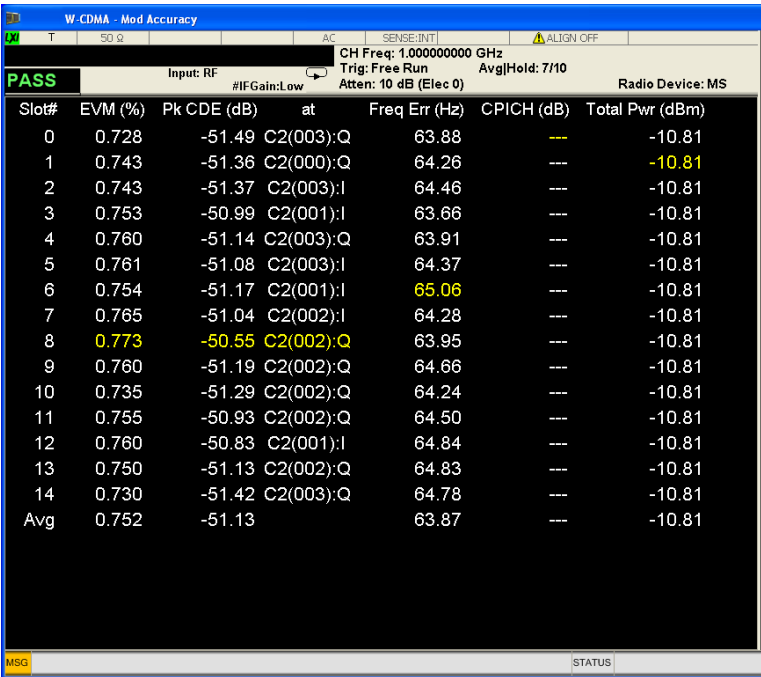 W-CDMA - Mod Accuracy
LXI T 50 Ω AC SENSE:INT ALIGN OFF
CH Freq: 1.000000000 GHz
Input: RF Trig: Free Run Avg|Hold: 7/10
PASS #IFGain:Low Atten: 10 dB (Elec 0) Radio Device: MS
Slot# EVM (%) Pk CDE (dB) at Freq Err (Hz) CPICH (dB) Total Pwr (dBm)
0 0.728 -51.49 C2(003):Q 63.88 --- -10.81
1 0.743 -51.36 C2(000):Q 64.26 --- -10.81
2 0.743 -51.37 C2(003):I 64.46 --- -10.81
3 0.753 -50.99 C2(001):I 63.66 --- -10.81
4 0.760 -51.14 C2(003):Q 63.91 --- -10.81
5 0.761 -51.08 C2(003):I 64.37 --- -10.81
6 0.754 -51.17 C2(001):I 65.06 --- -10.81
7 0.765 -51.04 C2(002):I 64.28 --- -10.81
8 0.773 -50.55 C2(002):Q 63.95 --- -10.81
9 0.760 -51.19 C2(002):Q 64.66 --- -10.81
10 0.735 -51.29 C2(002):Q 64.24 --- -10.81
11 0.755 -50.93 C2(002):Q 64.50 --- -10.81
12 0.760 -50.83 C2(001):I 64.84 --- -10.81
13 0.750 -51.13 C2(002):Q 64.83 --- -10.81
14 0.730 -51.42 C2(003):Q 64.78 --- -10.81
Avg 0.752 -51.13 63.87 --- -10.81
MSG STATUS